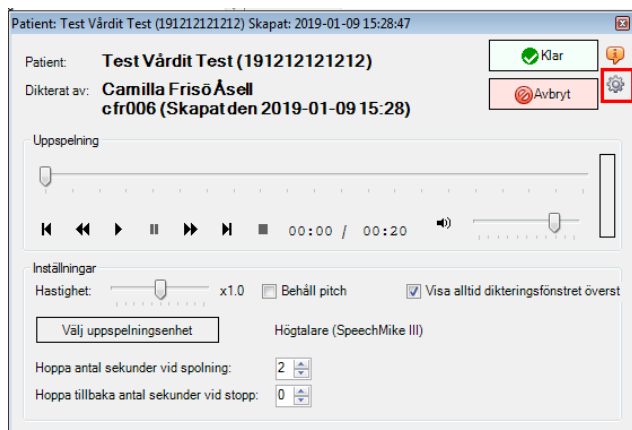 Patient: Test Vårdit Test (191212121212) Skapat: 2019-01-09 15:28:47
Patient: Test Vårdit Test (191212121212)
Klar
Dikterat av: Camilla Frisö Åsell
cfr006 (Skapat den 2019-01-09 15:28)
Avbryt
Uppspelning
00:00 / 00:20
Inställningar
Hastighet: x1.0 Behåll pitch Visa alltid dikteringsfönstret överst
Välj uppspelningsenhet Högtalare (SpeechMike III)
Hoppa antal sekunder vid spolning: 2
Hoppa tillbaka antal sekunder vid stopp: 0